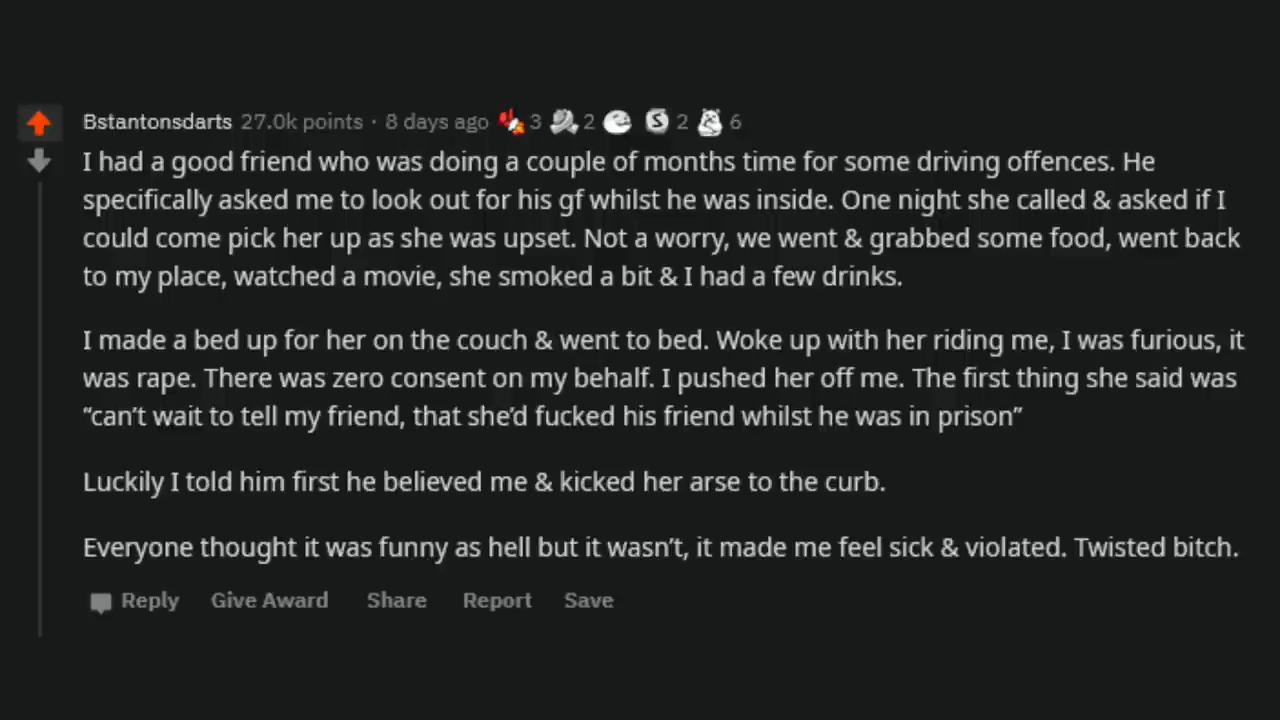 Bstantonsdarts 27.0k points · 8 days ago 3 2 S 2 6
I had a good friend who was doing a couple of months time for some driving offences. He
specifically asked me to look out for his gf whilst he was inside. One night she called & asked if I
could come pick her up as she was upset. Not a worry, we went & grabbed some food, went back
to my place, watched a movie, she smoked a bit & I had a few drinks.
I made a bed up for her on the couch & went to bed. Woke up with her riding me, I was furious, it
was rape. There was zero consent on my behalf. I pushed her off me. The first thing she said was
“can’t wait to tell my friend, that she’d fucked his friend whilst he was in prison”
Luckily I told him first he believed me & kicked her arse to the curb.
Everyone thought it was funny as hell but it wasn’t, it made me feel sick & violated. Twisted bitch.
Reply Give Award Share Report Save